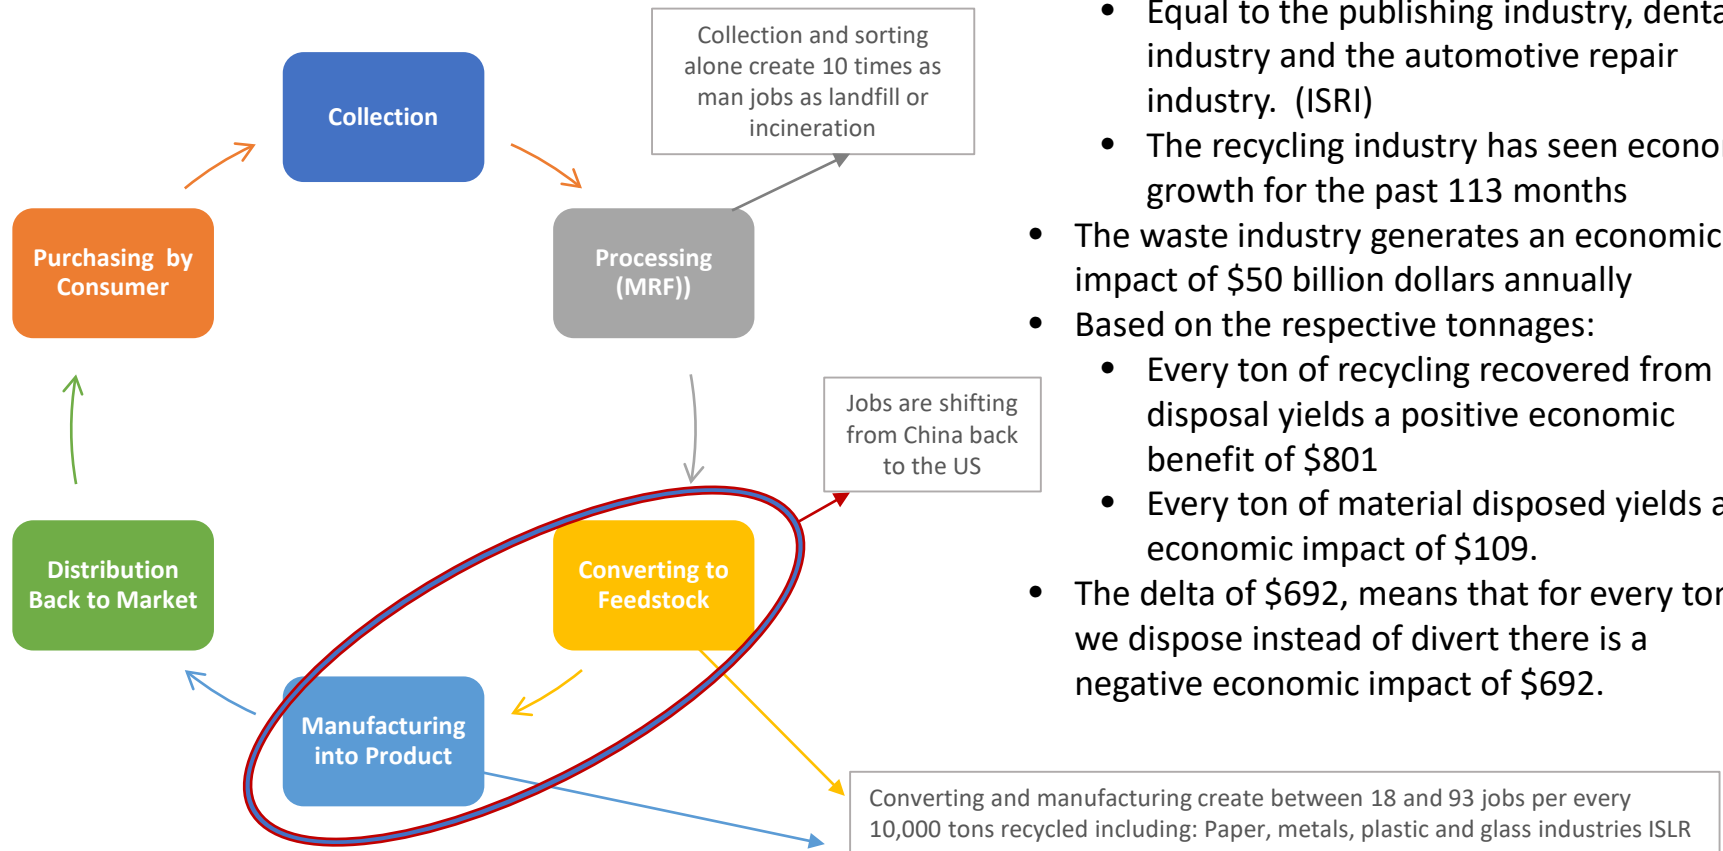 Collection and sorting
alone create 10 times as
man jobs as landfill or
incineration
Collection
Purchasing by
Consumer
Processing
(MRF))
Jobs are shifting
from China back
to the US
Distribution
Back to Market
Converting to
Feedstock
Manufacturing
into Product
Converting and manufacturing create between 18 and 93 jobs per every
10,000 tons recycled including: Paper, metals, plastic and glass industries ISLR
• Equal to the publishing industry,
industry and the automotive repair
industry. (ISRI)
• The recycling industry has seen
growth for the past 113 months
• The waste industry generates an economic
impact of $50 billion dollars annually
• Based on the respective tonnages:
• Every ton of recycling recovered from
disposal yields a positive economic
benefit of $801
• Every ton of material disposed yields
economic impact of $109.
• The delta of $692, means that for every
we dispose instead of divert there is a
negative economic impact of $692.